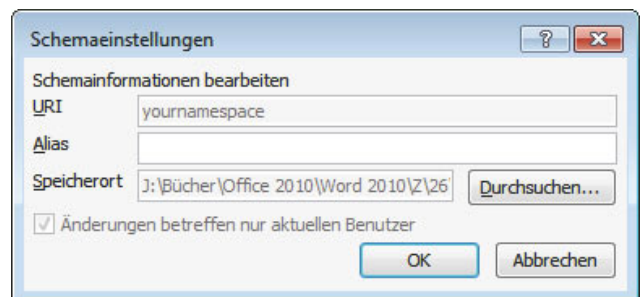 Schemaeinstellungen
Schemainformationen bearbeiten
URI yournamespace
Alias
Speicherort J:\Bücher\Office 2010\Word 2010\Z\26 Durchsuchen...
Änderungen betreffen nur aktuellen Benutzer
OK Abbrechen